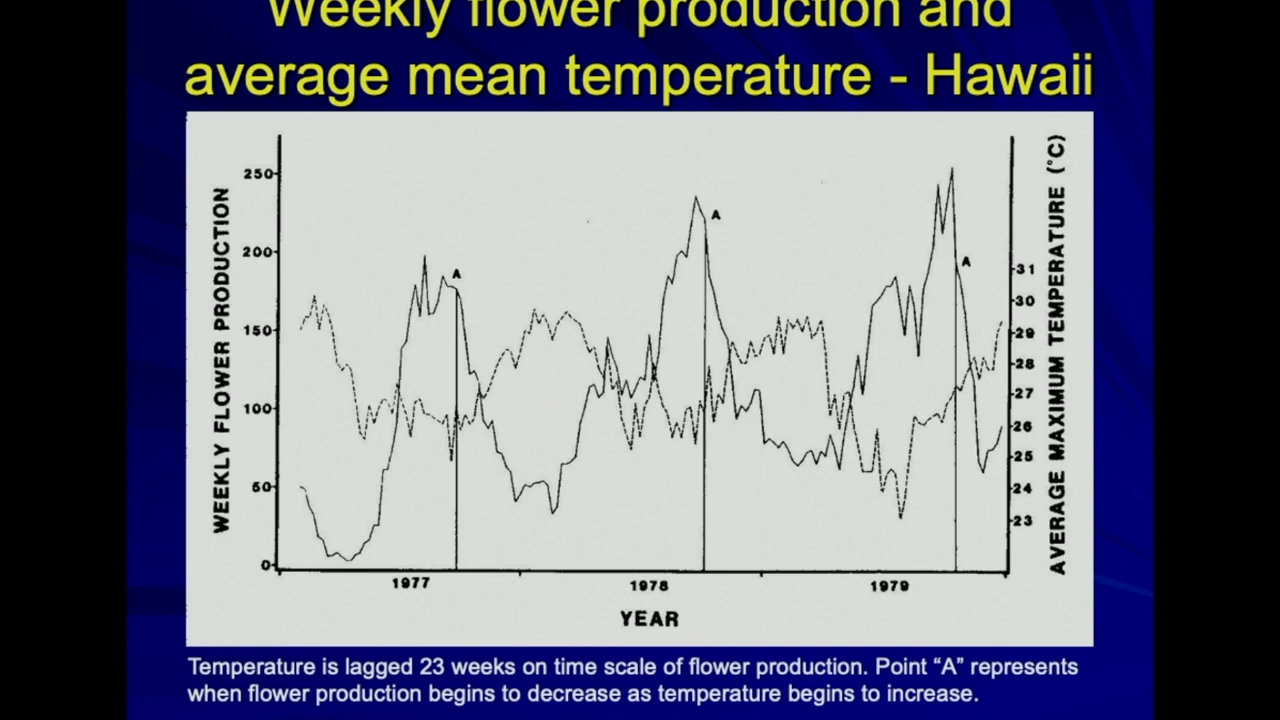 Weekly flower production and
average mean temperature - Hawaii
WEEKLY FLOWER PRODUCTION
250
200
150
100
50
0
A
A
A
31
30
29
28
27
26
25
24
23
AVERAGE MAXIMUM TEMPERATURE (°C)
1977
1978
1979
YEAR
Temperature is lagged 23 weeks on time scale of flower production. Point “A” represents
when flower production begins to decrease as temperature begins to increase.